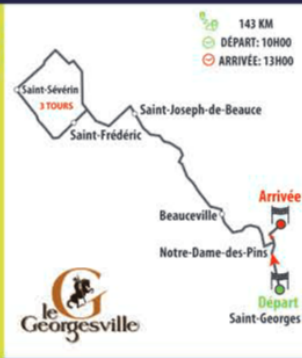 143 KM
DÉPART: 10H00
ARRIVÉE: 13H00
Saint-Sévérin
3 TOURS
Saint-Joseph-de-Beauce
Saint-Frédéric
Arrivée
Beauceville
Notre-Dame-des-Pins
Départ
Saint-Georges
le
G
Georgesville